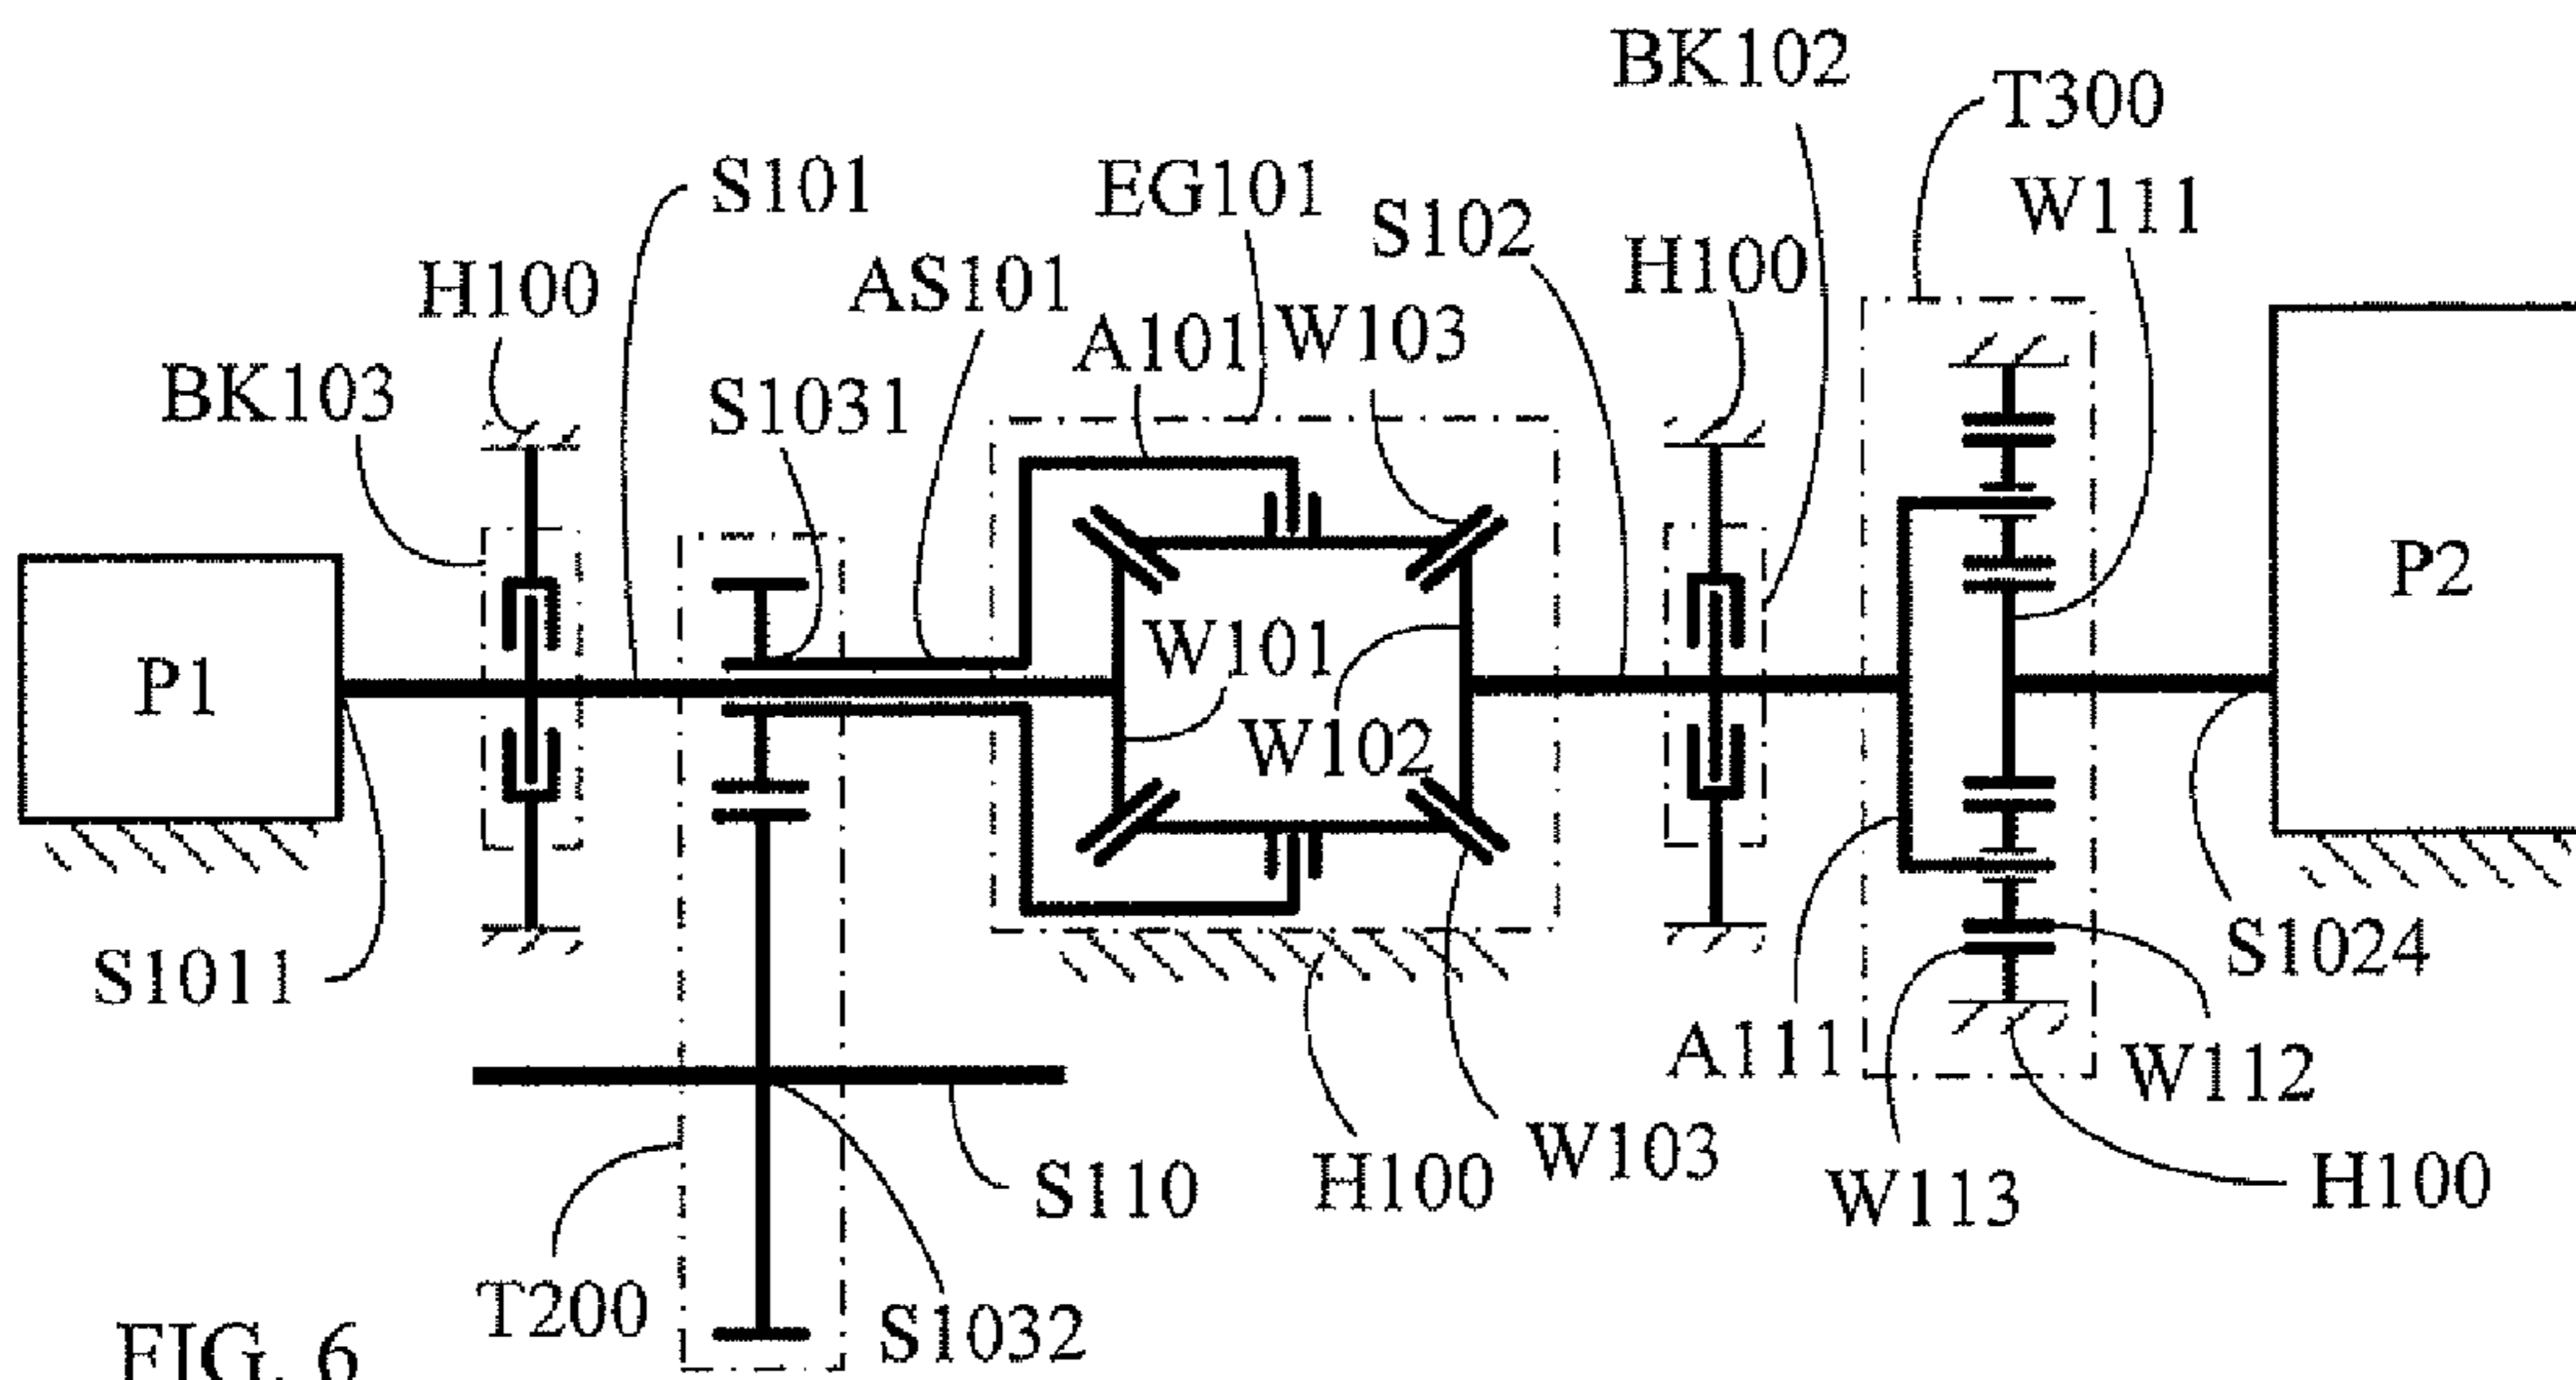 BK102
T300
S101
EG101
W111
S102
H100
H100
AS101
A101
W103
BK103
S1031
P2
W101
P1
W102
S1011
S1024
A111
W112
W103
S110
H100
W113
H100
T200
S1032
FIG. 6